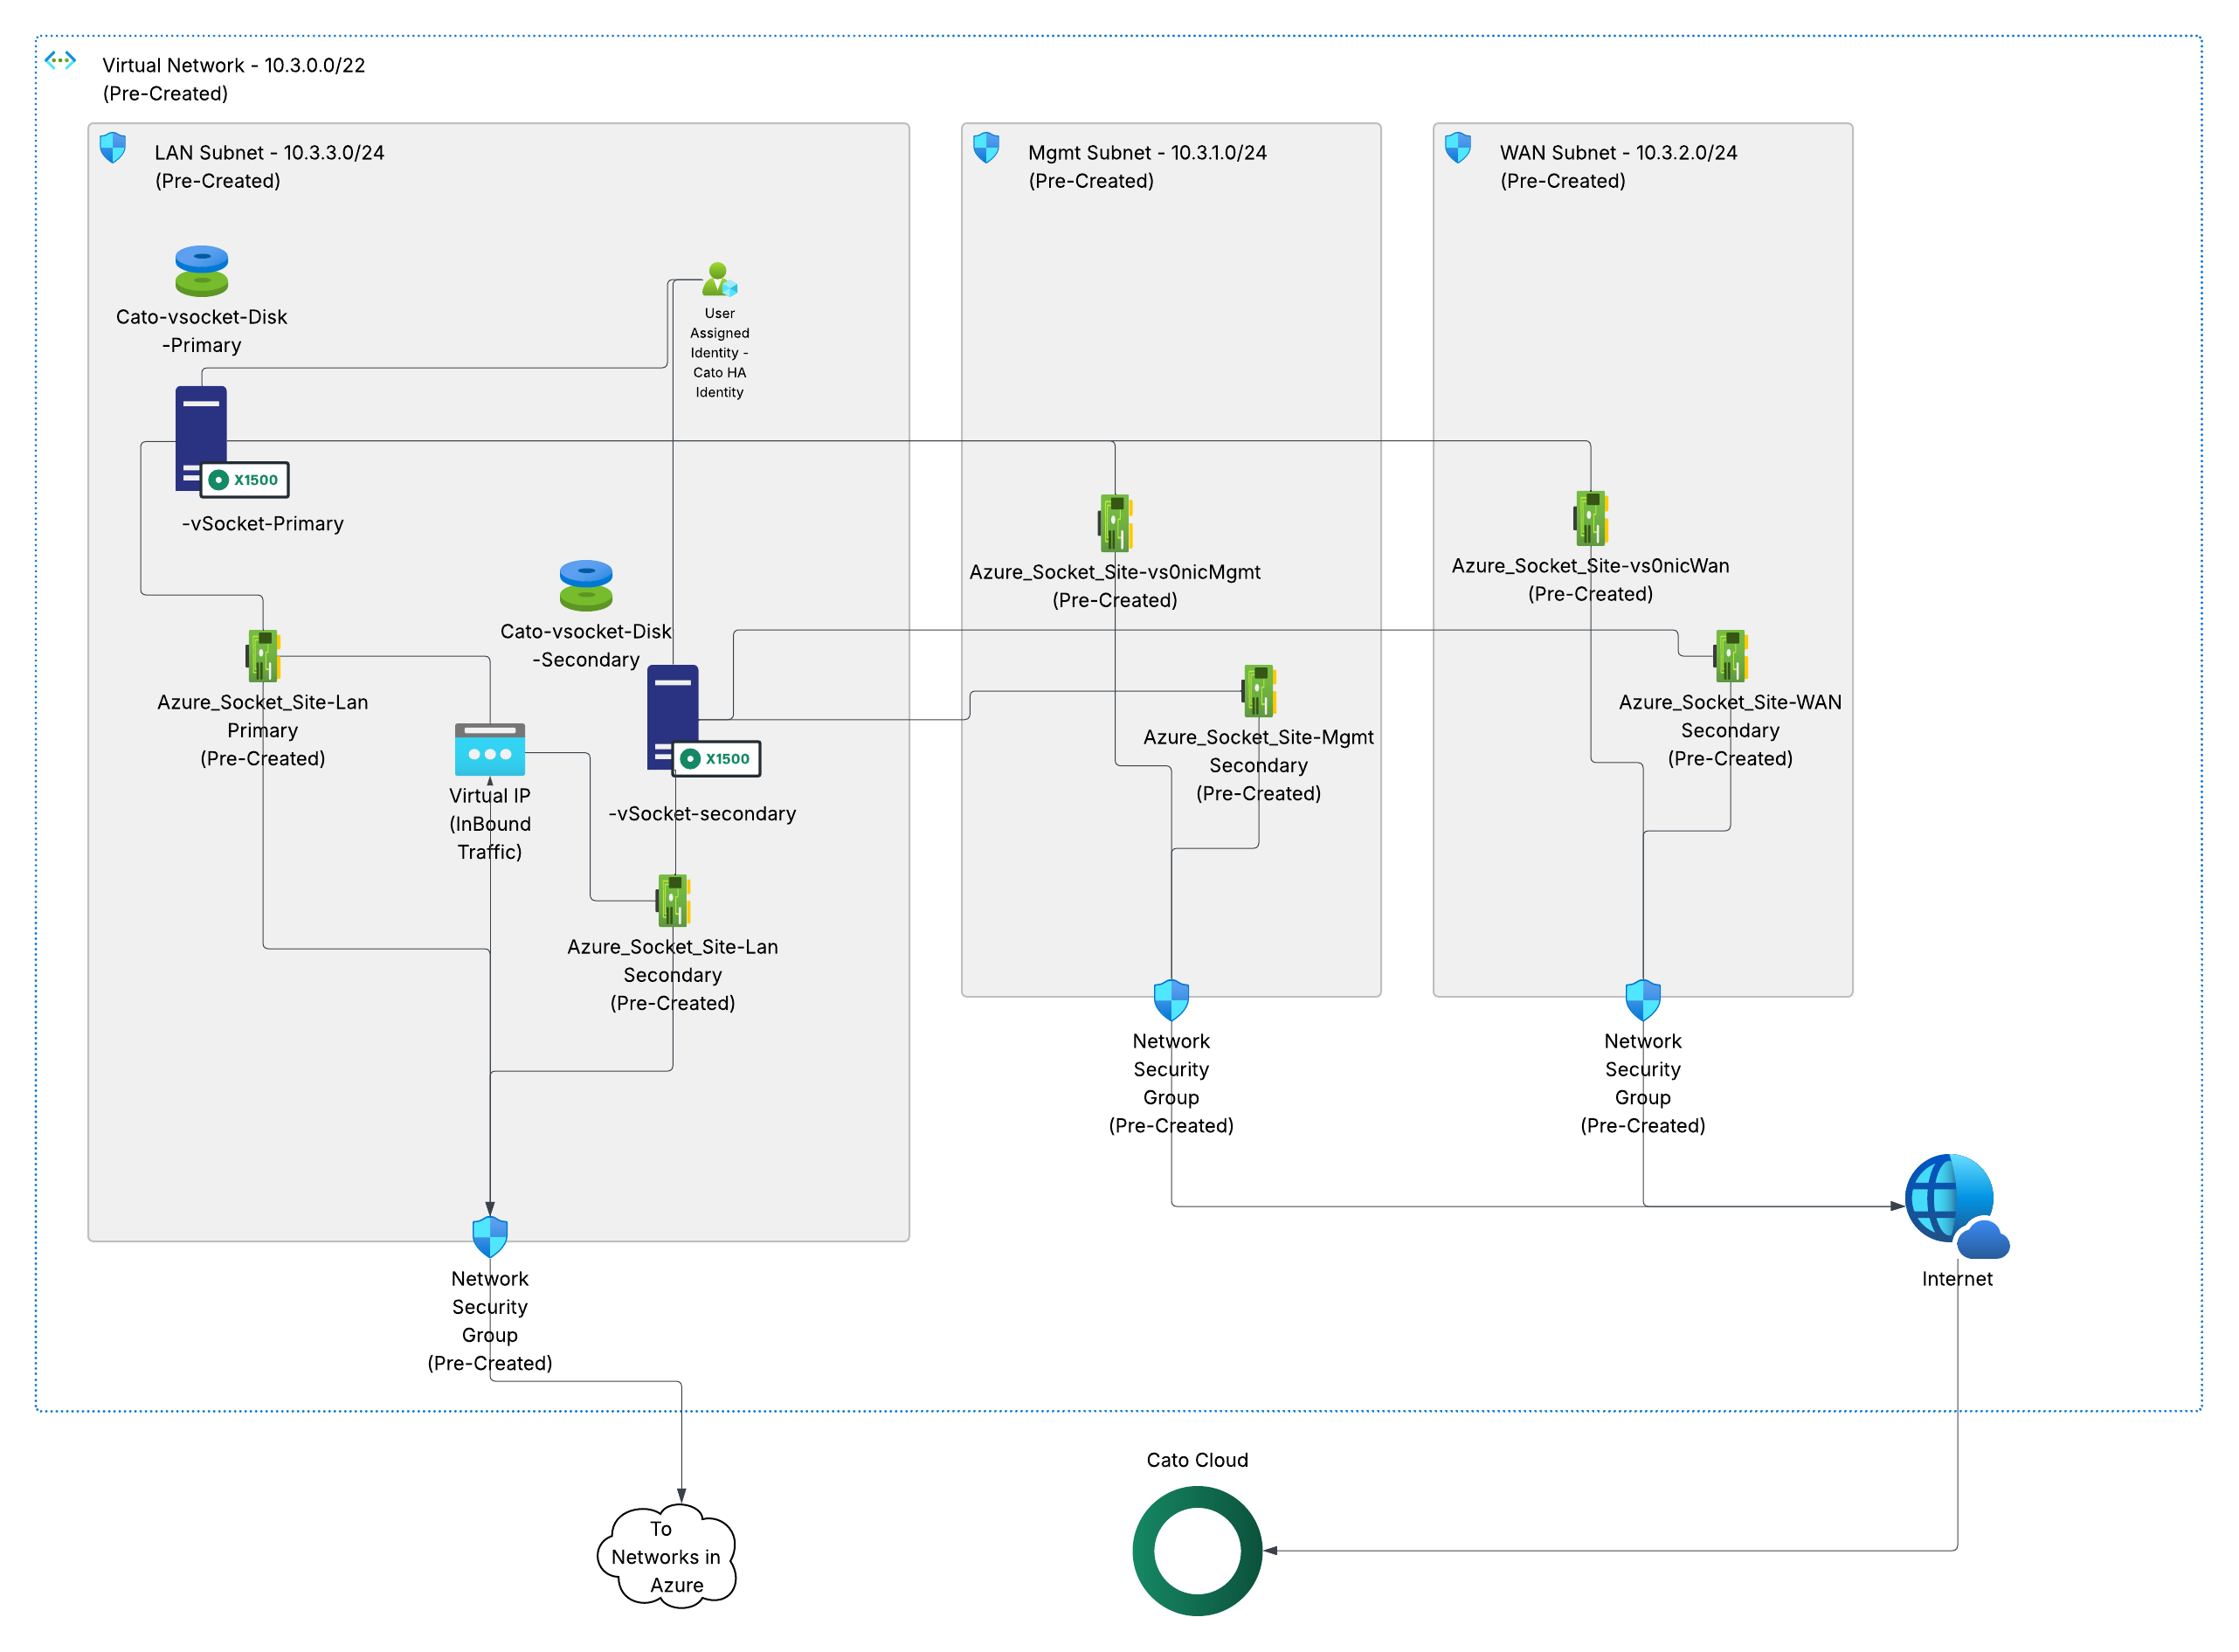 Virtual Network - 10.3.0.0/22
(Pre-Created)
LAN Subnet - 10.3.3.0/24
(Pre-Created)
Mgmt Subnet - 10.3.1.0/24
(Pre-Created)
WAN Subnet - 10.3.2.0/24
(Pre-Created)
Cato-vsocket-Disk
-Primary
User
Assigned
Identity -
Cato HA
Identity
X1500
-vSocket-Primary
Azure_Socket_Site-vs0nicMgmt
(Pre-Created)
Azure_Socket_Site-vs0nicWan
(Pre-Created)
Cato-vsocket-Disk
-Secondary
Azure_Socket_Site-Lan
Primary
(Pre-Created)
X1500
-vSocket-secondary
Azure_Socket_Site-Mgmt
Secondary
(Pre-Created)
Azure_Socket_Site-WAN
Secondary
(Pre-Created)
Virtual IP
(InBound
Traffic)
Azure_Socket_Site-Lan
Secondary
(Pre-Created)
Network
Security
Group
(Pre-Created)
Network
Security
Group
(Pre-Created)
Network
Security
Group
(Pre-Created)
Internet
Cato Cloud
To
Networks in
Azure